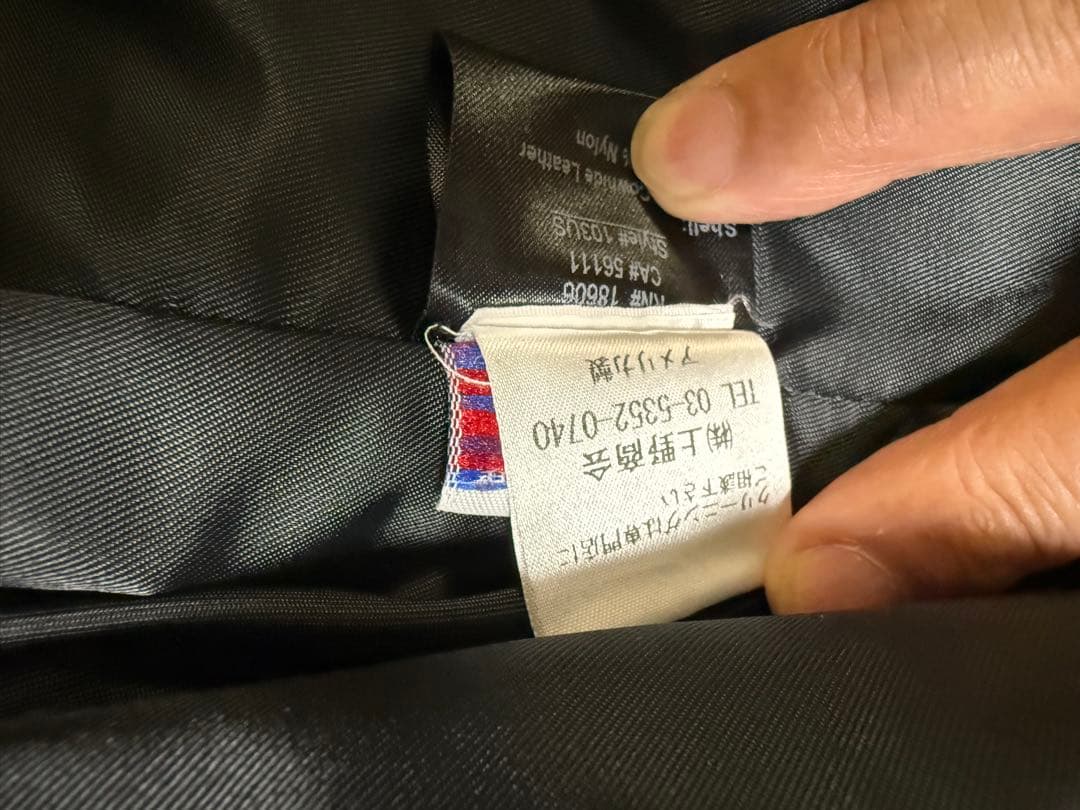 クリーニングは専門店に
ご相談下さい
㈱上野商会
TEL 03-5352-0740
アメリカ製
RN# 18606
CA# 56111
Style# 103US
Shell:
Cowhide Leather
% Nylon